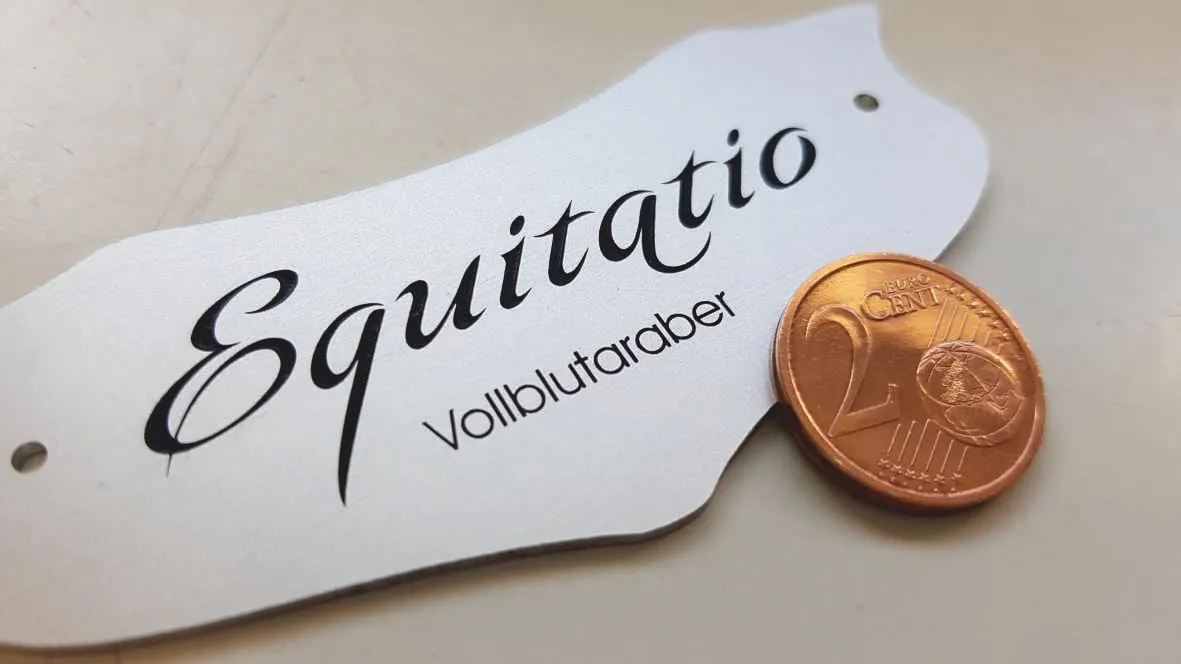 Equitatio
Vollblutaraber
2 EURO
CENT